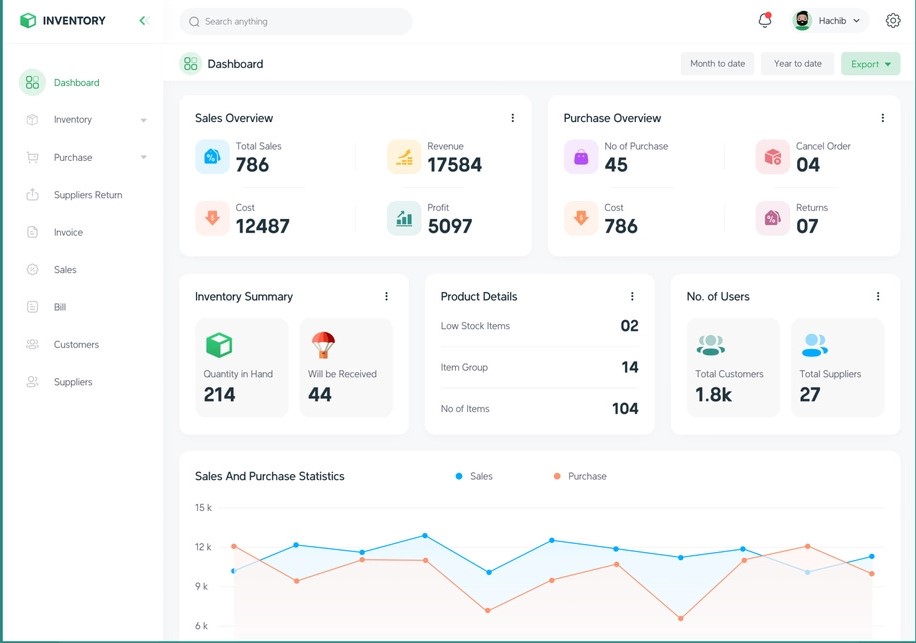 INVENTORY
Search anything
Hachib
Dashboard
Inventory
Purchase
Suppliers Return
Invoice
Sales
Bill
Customers
Suppliers
Dashboard
Month to date
Year to date
Export
Sales Overview
Total Sales
786
Revenue
17584
Cost
12487
Profit
5097
Purchase Overview
No of Purchase
45
Cancel Order
04
Cost
786
Returns
07
Inventory Summary
Quantity in Hand
214
Will be Received
44
Product Details
Low Stock Items 02
Item Group 14
No of Items 104
No. of Users
Total Customers
1.8k
Total Suppliers
27
Sales And Purchase Statistics
Sales
Purchase
15 k
12 k
9 k
6 k